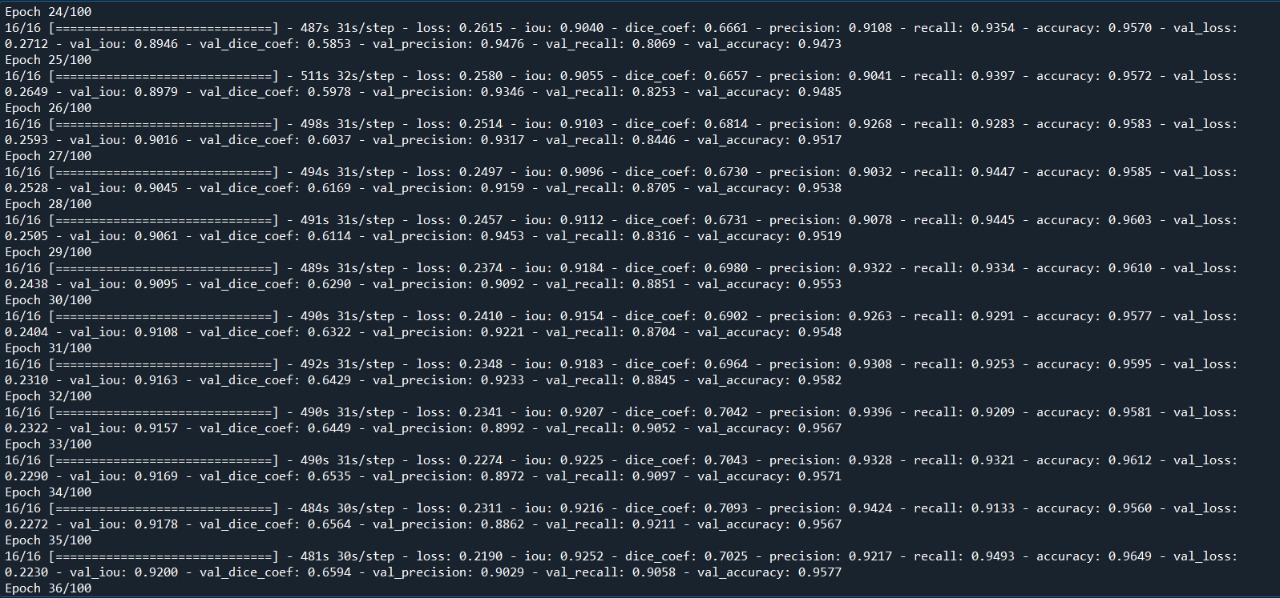 Epoch 24/100
16/16 [==============================] - 487s 31s/step - loss: 0.2615 - iou: 0.9040 - dice_coef: 0.6661 - precision: 0.9108 - recall: 0.9354 - accuracy: 0.9570 - val_loss:
0.2712 - val_iou: 0.8946 - val_dice_coef: 0.5853 - val_precision: 0.9476 - val_recall: 0.8069 - val_accuracy: 0.9473
Epoch 25/100
16/16 [==============================] - 511s 32s/step - loss: 0.2580 - iou: 0.9055 - dice_coef: 0.6657 - precision: 0.9041 - recall: 0.9397 - accuracy: 0.9572 - val_loss:
0.2649 - val_iou: 0.8979 - val_dice_coef: 0.5978 - val_precision: 0.9346 - val_recall: 0.8253 - val_accuracy: 0.9485
Epoch 26/100
16/16 [==============================] - 498s 31s/step - loss: 0.2514 - iou: 0.9103 - dice_coef: 0.6814 - precision: 0.9268 - recall: 0.9283 - accuracy: 0.9583 - val_loss:
0.2593 - val_iou: 0.9016 - val_dice_coef: 0.6037 - val_precision: 0.9317 - val_recall: 0.8446 - val_accuracy: 0.9517
Epoch 27/100
16/16 [==============================] - 494s 31s/step - loss: 0.2497 - iou: 0.9096 - dice_coef: 0.6730 - precision: 0.9032 - recall: 0.9447 - accuracy: 0.9585 - val_loss:
0.2528 - val_iou: 0.9045 - val_dice_coef: 0.6169 - val_precision: 0.9159 - val_recall: 0.8705 - val_accuracy: 0.9538
Epoch 28/100
16/16 [==============================] - 491s 31s/step - loss: 0.2457 - iou: 0.9112 - dice_coef: 0.6731 - precision: 0.9078 - recall: 0.9445 - accuracy: 0.9603 - val_loss:
0.2505 - val_iou: 0.9061 - val_dice_coef: 0.6114 - val_precision: 0.9453 - val_recall: 0.8316 - val_accuracy: 0.9519
Epoch 29/100
16/16 [==============================] - 489s 31s/step - loss: 0.2374 - iou: 0.9184 - dice_coef: 0.6980 - precision: 0.9322 - recall: 0.9334 - accuracy: 0.9610 - val_loss:
0.2438 - val_iou: 0.9095 - val_dice_coef: 0.6290 - val_precision: 0.9092 - val_recall: 0.8851 - val_accuracy: 0.9553
Epoch 30/100
16/16 [==============================] - 490s 31s/step - loss: 0.2410 - iou: 0.9154 - dice_coef: 0.6902 - precision: 0.9263 - recall: 0.9291 - accuracy: 0.9577 - val_loss:
0.2404 - val_iou: 0.9108 - val_dice_coef: 0.6322 - val_precision: 0.9221 - val_recall: 0.8704 - val_accuracy: 0.9548
Epoch 31/100
16/16 [==============================] - 492s 31s/step - loss: 0.2348 - iou: 0.9183 - dice_coef: 0.6964 - precision: 0.9308 - recall: 0.9253 - accuracy: 0.9595 - val_loss:
0.2310 - val_iou: 0.9163 - val_dice_coef: 0.6429 - val_precision: 0.9233 - val_recall: 0.8845 - val_accuracy: 0.9582
Epoch 32/100
16/16 [==============================] - 490s 31s/step - loss: 0.2341 - iou: 0.9207 - dice_coef: 0.7042 - precision: 0.9396 - recall: 0.9209 - accuracy: 0.9581 - val_loss:
0.2322 - val_iou: 0.9157 - val_dice_coef: 0.6449 - val_precision: 0.8992 - val_recall: 0.9052 - val_accuracy: 0.9567
Epoch 33/100
16/16 [==============================] - 490s 31s/step - loss: 0.2274 - iou: 0.9225 - dice_coef: 0.7043 - precision: 0.9328 - recall: 0.9321 - accuracy: 0.9612 - val_loss:
0.2290 - val_iou: 0.9169 - val_dice_coef: 0.6535 - val_precision: 0.8972 - val_recall: 0.9097 - val_accuracy: 0.9571
Epoch 34/100
16/16 [==============================] - 484s 30s/step - loss: 0.2311 - iou: 0.9216 - dice_coef: 0.7093 - precision: 0.9424 - recall: 0.9133 - accuracy: 0.9560 - val_loss:
0.2272 - val_iou: 0.9178 - val_dice_coef: 0.6564 - val_precision: 0.8862 - val_recall: 0.9211 - val_accuracy: 0.9567
Epoch 35/100
16/16 [==============================] - 481s 30s/step - loss: 0.2190 - iou: 0.9252 - dice_coef: 0.7025 - precision: 0.9217 - recall: 0.9493 - accuracy: 0.9649 - val_loss:
0.2230 - val_iou: 0.9200 - val_dice_coef: 0.6594 - val_precision: 0.9029 - val_recall: 0.9058 - val_accuracy: 0.9577
Epoch 36/100